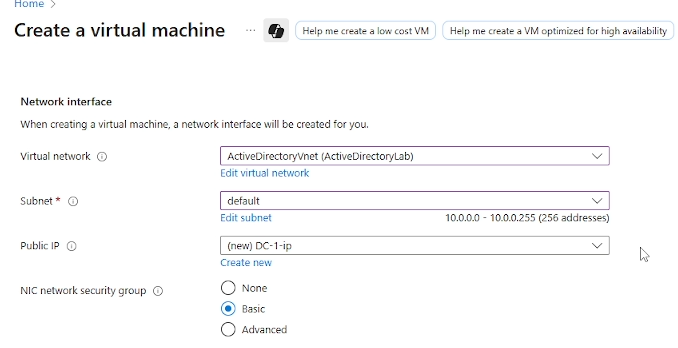 Home >
Create a virtual machine ... Help me create a low cost VM Help me create a VM optimized for high availability
Network interface
When creating a virtual machine, a network interface will be created for you.
Virtual network ActiveDirectoryVnet (ActiveDirectoryLab)
Edit virtual network
Subnet * default
Edit subnet 10.0.0.0 - 10.0.0.255 (256 addresses)
Public IP (new) DC-1-ip
Create new
NIC network security group None
Basic
Advanced